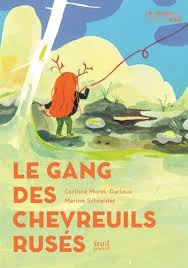 LE GANG
DES
Corinne Morel-Darleux
Marine Schneider
CHEVREUILS
RUSÉS
seuil
jeunesse